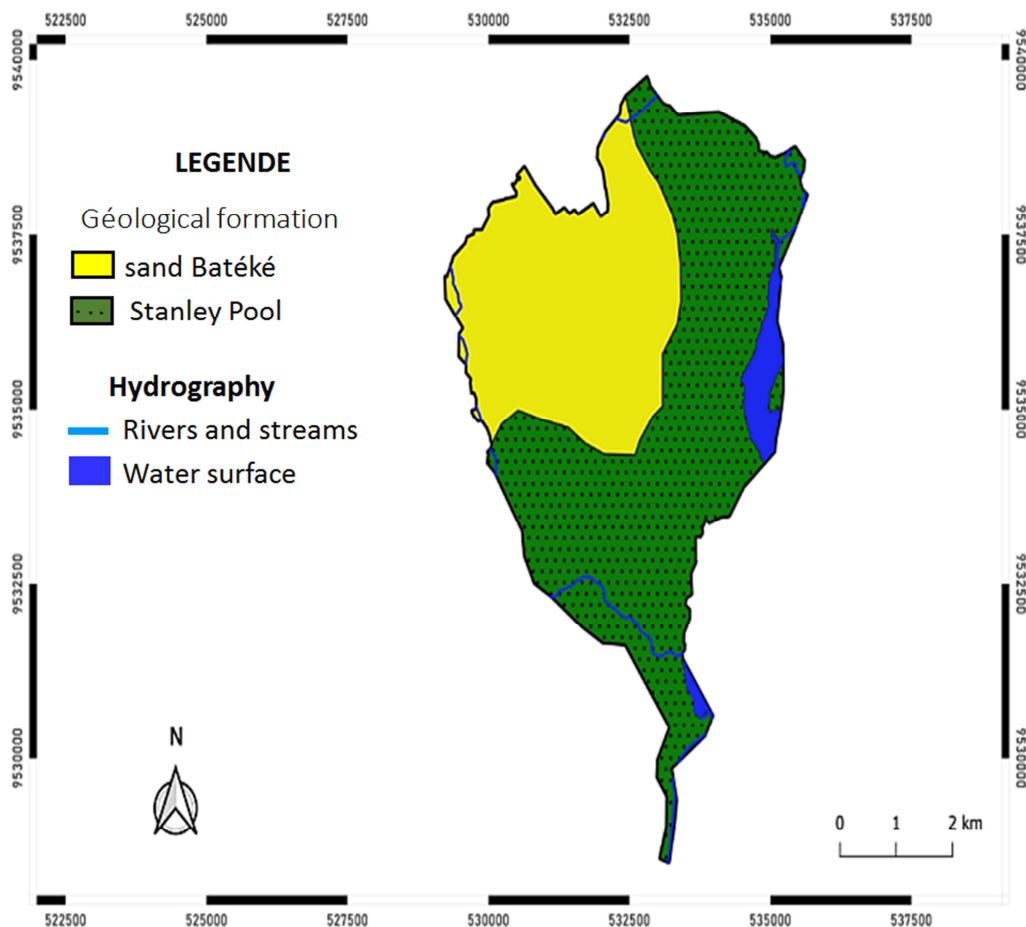 522500 525000 527500 530000 532500 535000 537500
9540000 9540000
LEGENDE
Géological formation
9537500 9537500
sand Batéké
Stanley Pool
Hydrography
9535000 9535000
Rivers and streams
Water surface
9532500 9532500
N
9530000 9530000
0 1 2 km
522500 525000 527500 530000 532500 535000 537500